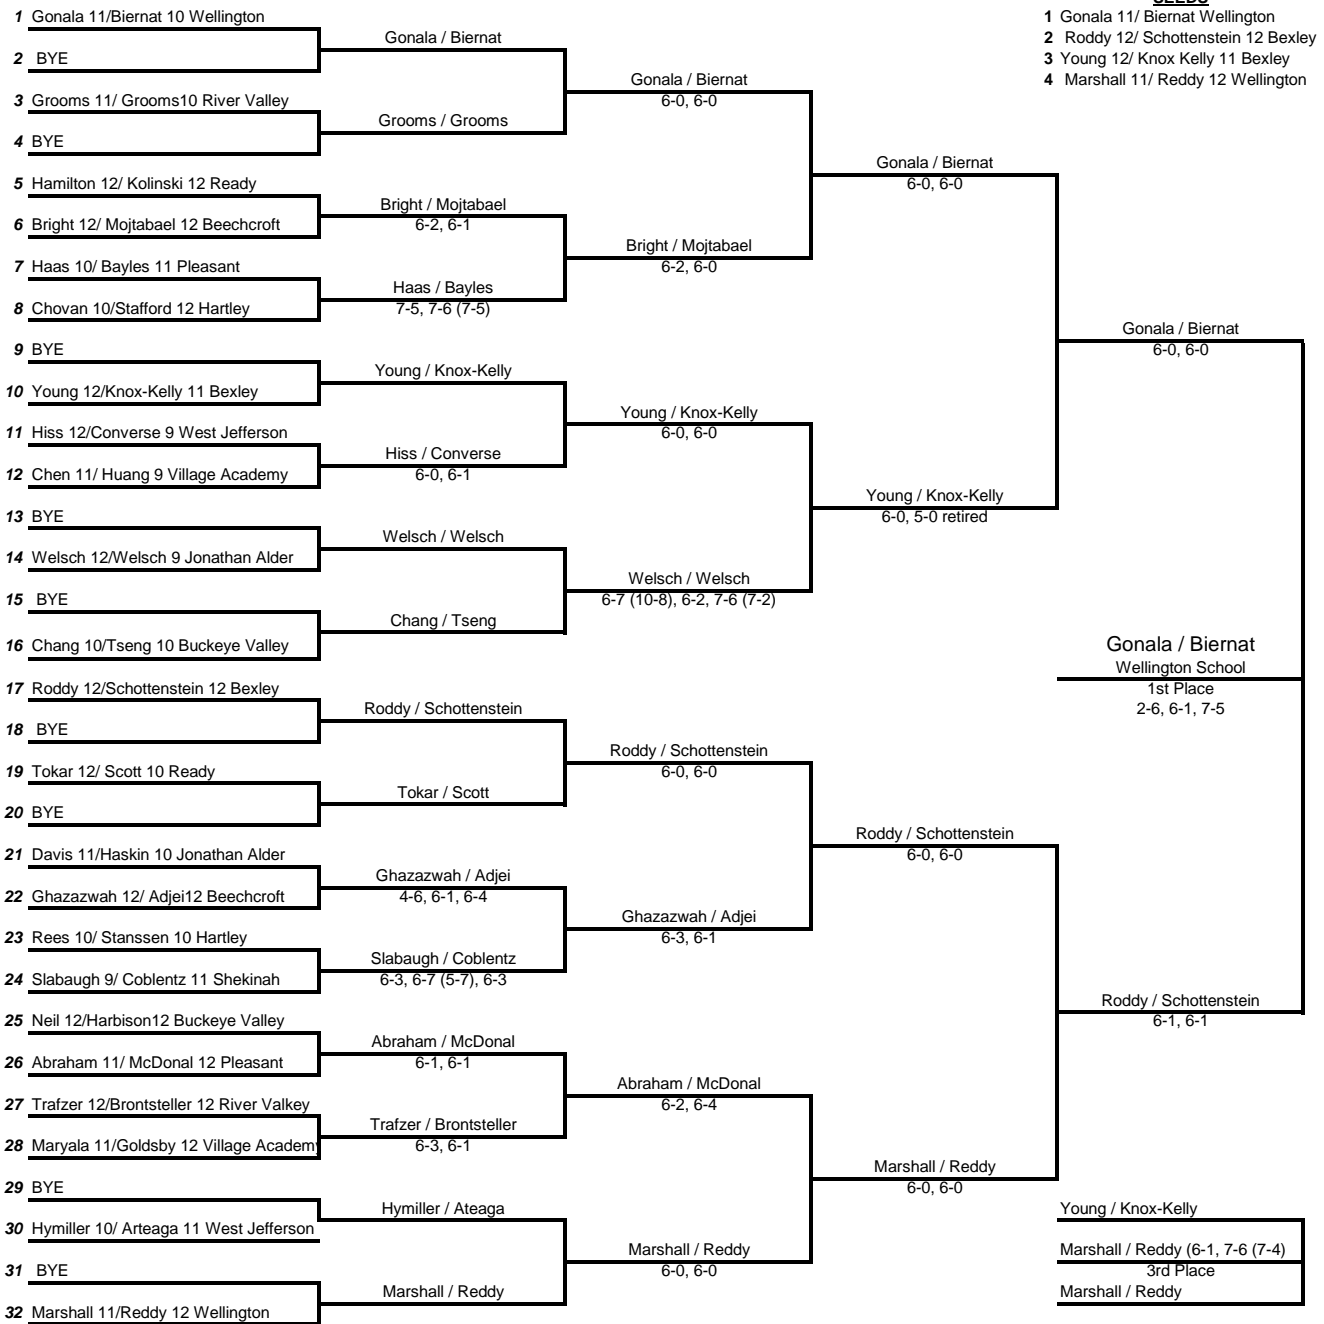 SEEDS
1 Gonala 11/ Biernat Wellington
2 Roddy 12/ Schottenstein 12 Bexley
3 Young 12/ Knox Kelly 11 Bexley
4 Marshall 11/ Reddy 12 Wellington
1 Gonala 11/Biernat 10 Wellington
2 BYE
3 Grooms 11/ Grooms10 River Valley
4 BYE
5 Hamilton 12/ Kolinski 12 Ready
6 Bright 12/ Mojtabael 12 Beechcroft
7 Haas 10/ Bayles 11 Pleasant
8 Chovan 10/Stafford 12 Hartley
9 BYE
10 Young 12/Knox-Kelly 11 Bexley
11 Hiss 12/Converse 9 West Jefferson
12 Chen 11/ Huang 9 Village Academy
13 BYE
14 Welsch 12/Welsch 9 Jonathan Alder
15 BYE
16 Chang 10/Tseng 10 Buckeye Valley
17 Roddy 12/Schottenstein 12 Bexley
18 BYE
19 Tokar 12/ Scott 10 Ready
20 BYE
21 Davis 11/Haskin 10 Jonathan Alder
22 Ghazazwah 12/ Adjei12 Beechcroft
23 Rees 10/ Stanssen 10 Hartley
24 Slabaugh 9/ Coblentz 11 Shekinah
25 Neil 12/Harbison12 Buckeye Valley
26 Abraham 11/ McDonal 12 Pleasant
27 Trafzer 12/Brontsteller 12 River Valkey
28 Maryala 11/Goldsby 12 Village Academy
29 BYE
30 Hymiller 10/ Arteaga 11 West Jefferson
31 BYE
32 Marshall 11/Reddy 12 Wellington
Gonala / Biernat
Grooms / Grooms
Bright / Mojtabael
6-2, 6-1
Haas / Bayles
7-5, 7-6 (7-5)
Young / Knox-Kelly
Hiss / Converse
6-0, 6-1
Welsch / Welsch
Chang / Tseng
Roddy / Schottenstein
Tokar / Scott
Ghazazwah / Adjei
4-6, 6-1, 6-4
Slabaugh / Coblentz
6-3, 6-7 (5-7), 6-3
Abraham / McDonal
6-1, 6-1
Trafzer / Brontsteller
6-3, 6-1
Hymiller / Ateaga
Marshall / Reddy
Gonala / Biernat
6-0, 6-0
Bright / Mojtabael
6-2, 6-0
Young / Knox-Kelly
6-0, 6-0
Welsch / Welsch
6-7 (10-8), 6-2, 7-6 (7-2)
Roddy / Schottenstein
6-0, 6-0
Ghazazwah / Adjei
6-3, 6-1
Abraham / McDonal
6-2, 6-4
Marshall / Reddy
6-0, 6-0
Gonala / Biernat
6-0, 6-0
Young / Knox-Kelly
6-0, 5-0 retired
Roddy / Schottenstein
6-0, 6-0
Marshall / Reddy
6-0, 6-0
Gonala / Biernat
6-0, 6-0
Roddy / Schottenstein
6-1, 6-1
Gonala / Biernat
Wellington School
1st Place
2-6, 6-1, 7-5
Young / Knox-Kelly
Marshall / Reddy (6-1, 7-6 (7-4)
3rd Place
Marshall / Reddy